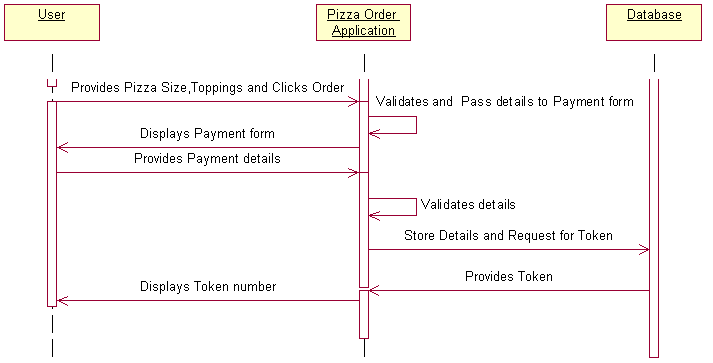 User
Pizza Order
Application
Database
Provides Pizza Size,Toppings and Clicks Order
Validates and Pass details to Payment form
Displays Payment form
Provides Payment details
Validates details
Store Details and Request for Token
Provides Token
Displays Token number